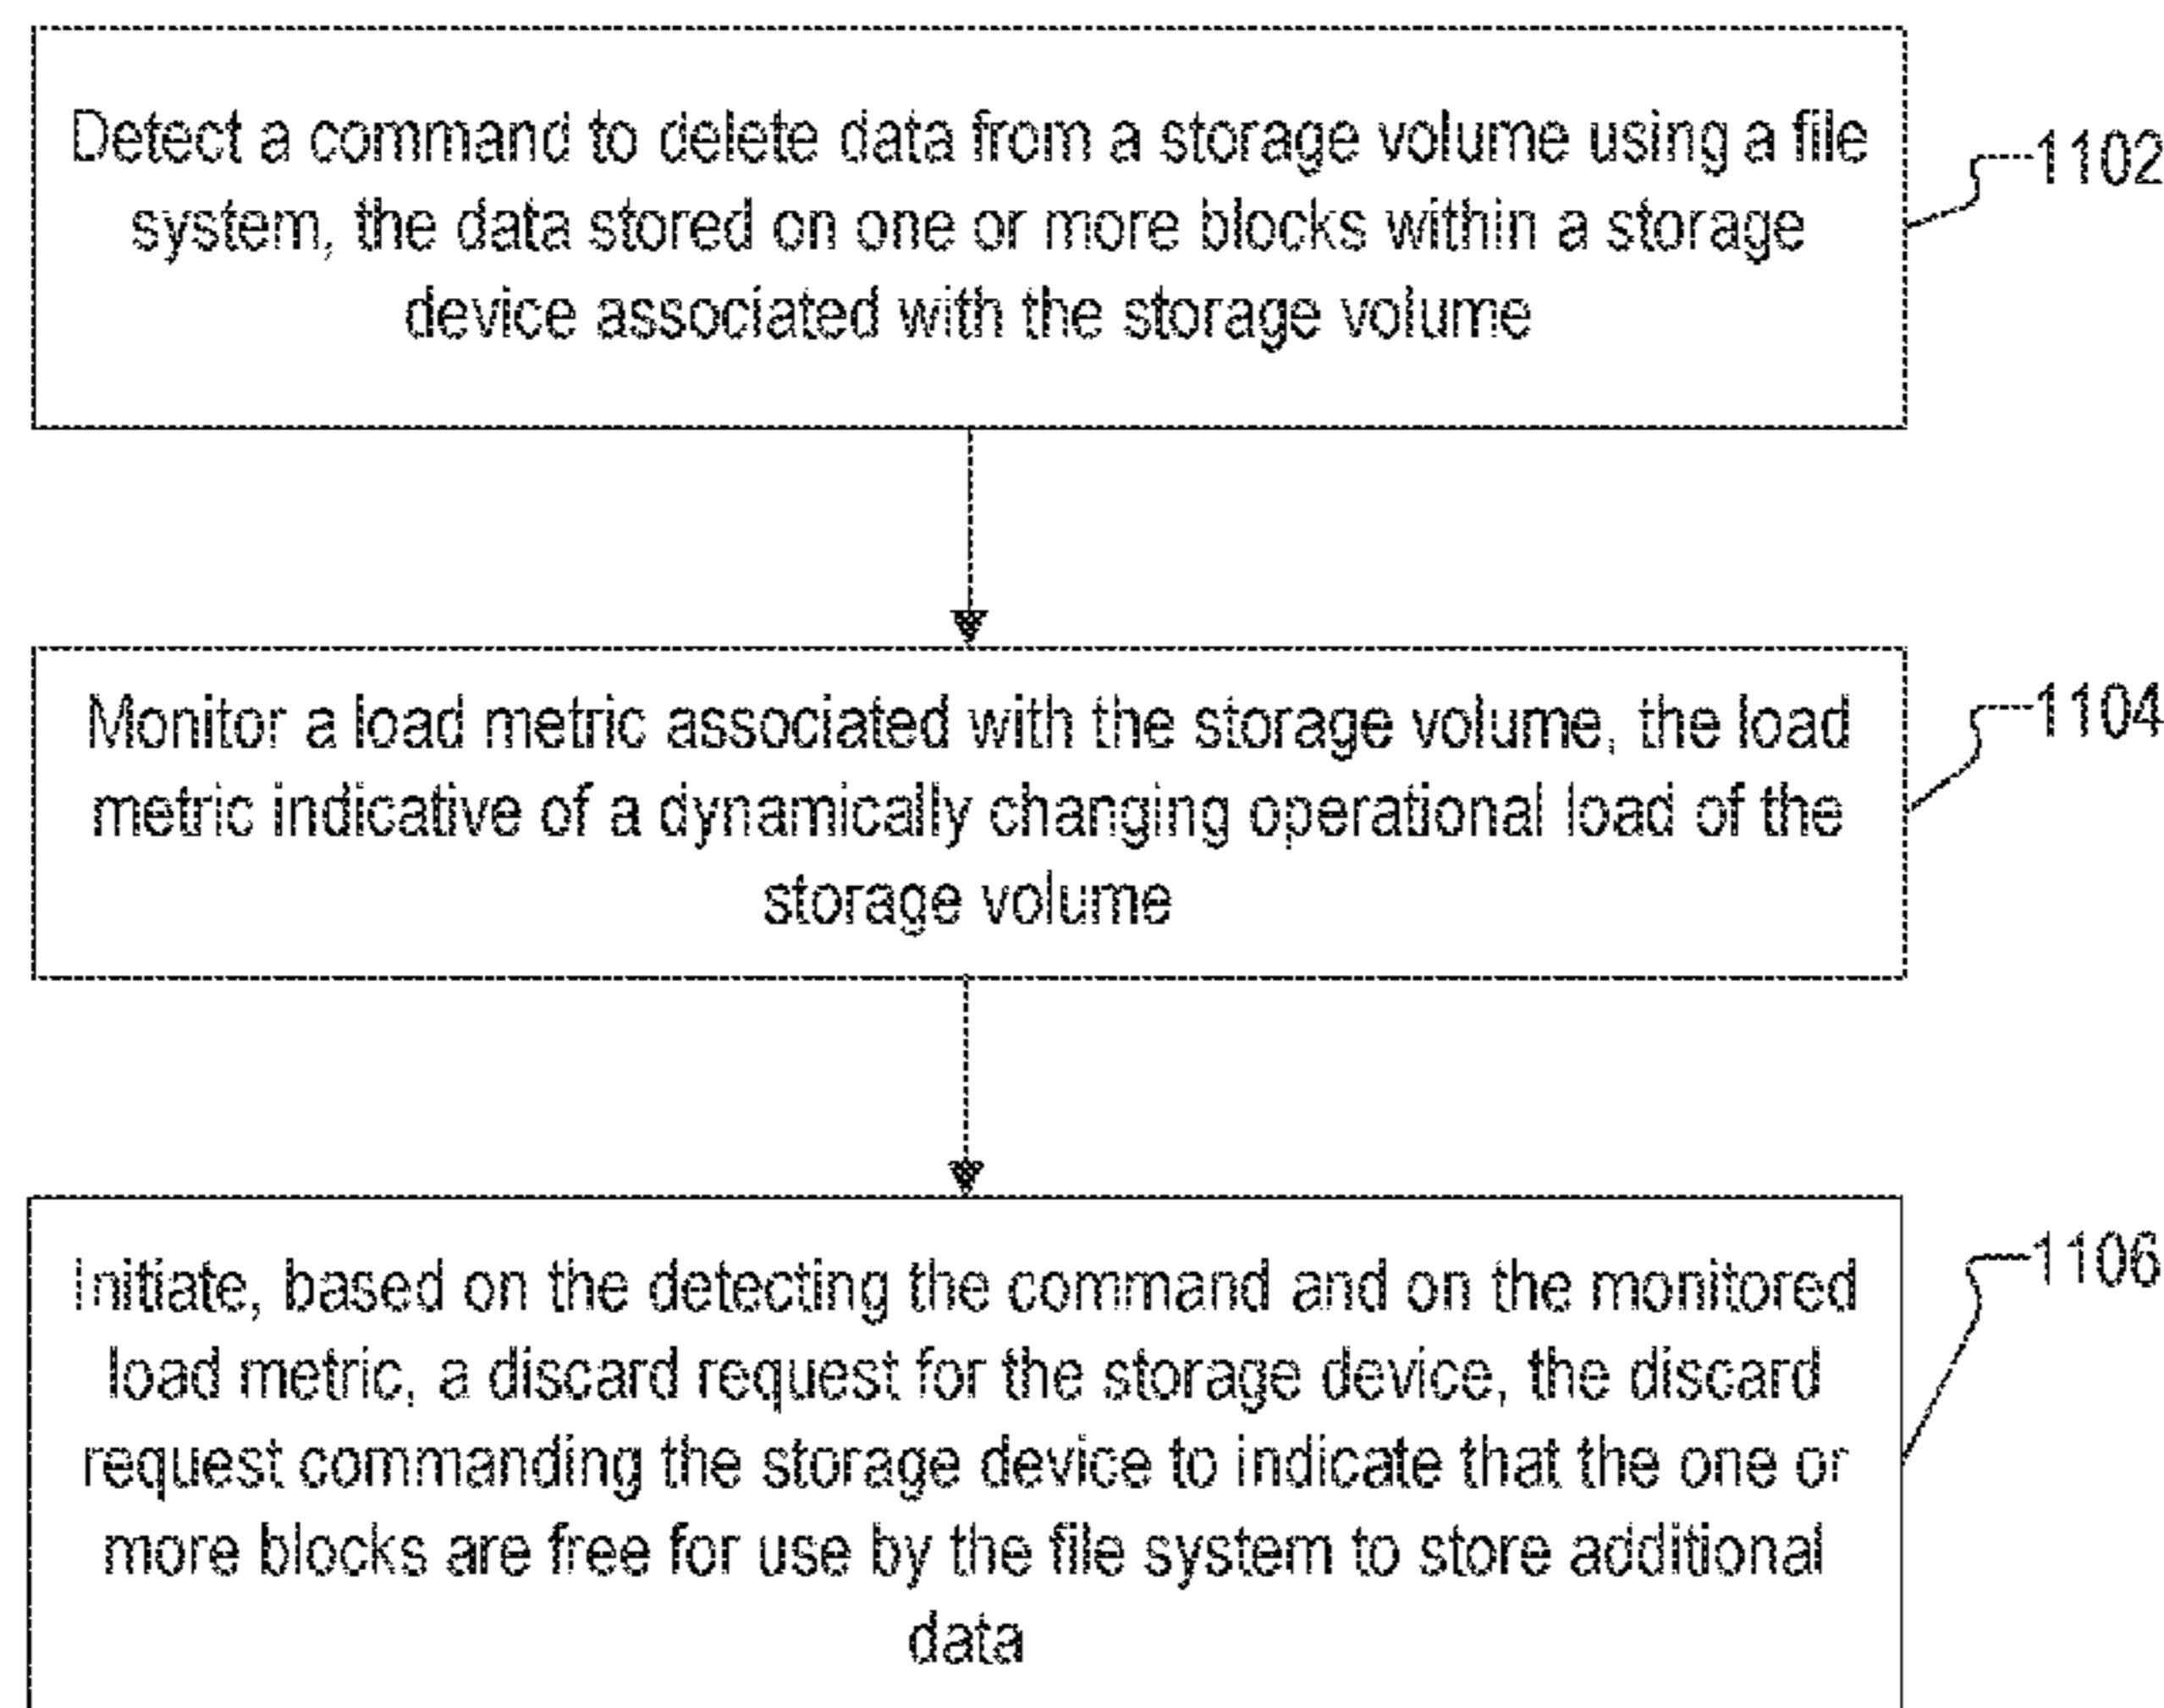 Detect a command to delete data from a storage volume using a file
system, the data stored on one or more blocks within a storage
device associated with the storage volume
1102
Monitor a load metric associated with the storage volume, the load
metric indicative of a dynamically changing operational load of the
storage volume
1104
Initiate, based on the detecting the command and on the monitored
load metric, a discard request for the storage device, the discard
request commanding the storage device to indicate that the one or
more blocks are free for use by the file system to store additional
data
1106